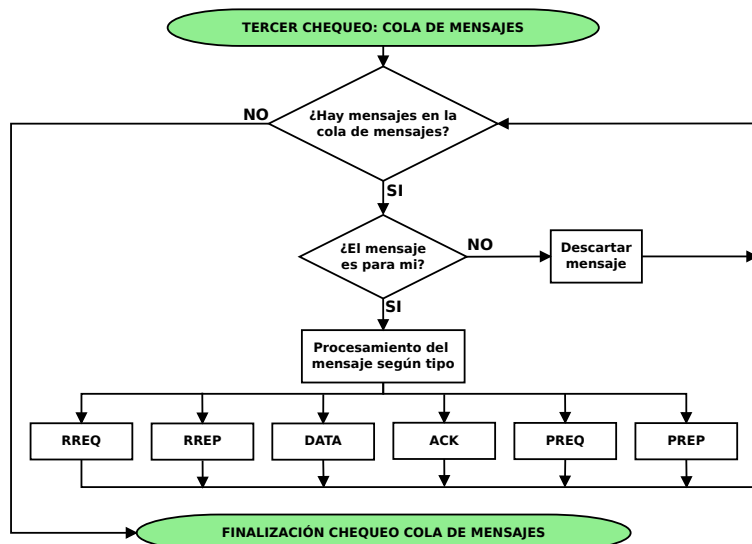 TERCER CHEQUEO: COLA DE MENSAJES
¿Hay mensajes en la
cola de mensajes?
NO
SI
¿El mensaje
es para mi?
NO
Descartar
mensaje
SI
Procesamiento del
mensaje según tipo
RREQ
RREP
DATA
ACK
PREQ
PREP
FINALIZACIÓN CHEQUEO COLA DE MENSAJES